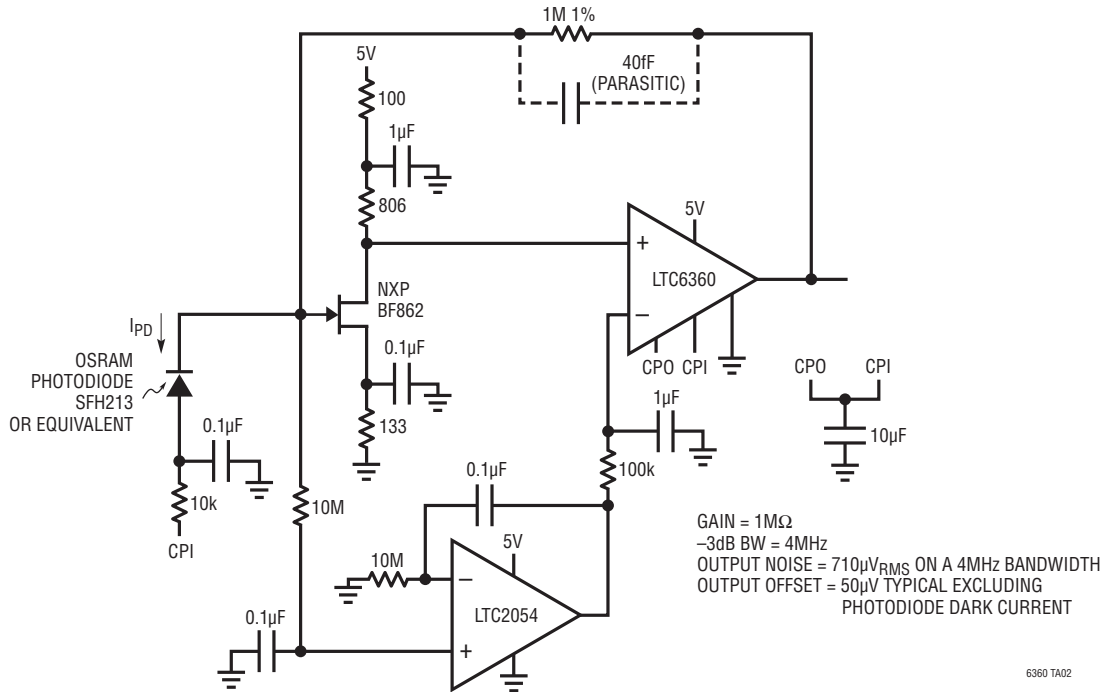 1M 1%
40fF
(PARASITIC)
5V
100
1µF
806
5V
+
LTC6360
–
CPO CPI
NXP
BF862
IPD
OSRAM
PHOTODIODE
SFH213
OR EQUIVALENT
0.1µF
0.1µF
133
10k
CPI
10M
1µF
100k
CPO
CPI
10µF
0.1µF
5V
10M
–
LTC2054
+
0.1µF
GAIN = 1MΩ
–3dB BW = 4MHz
OUTPUT NOISE = 710µVRMS ON A 4MHz BANDWIDTH
OUTPUT OFFSET = 50µV TYPICAL EXCLUDING
PHOTODIODE DARK CURRENT
6360 TA02